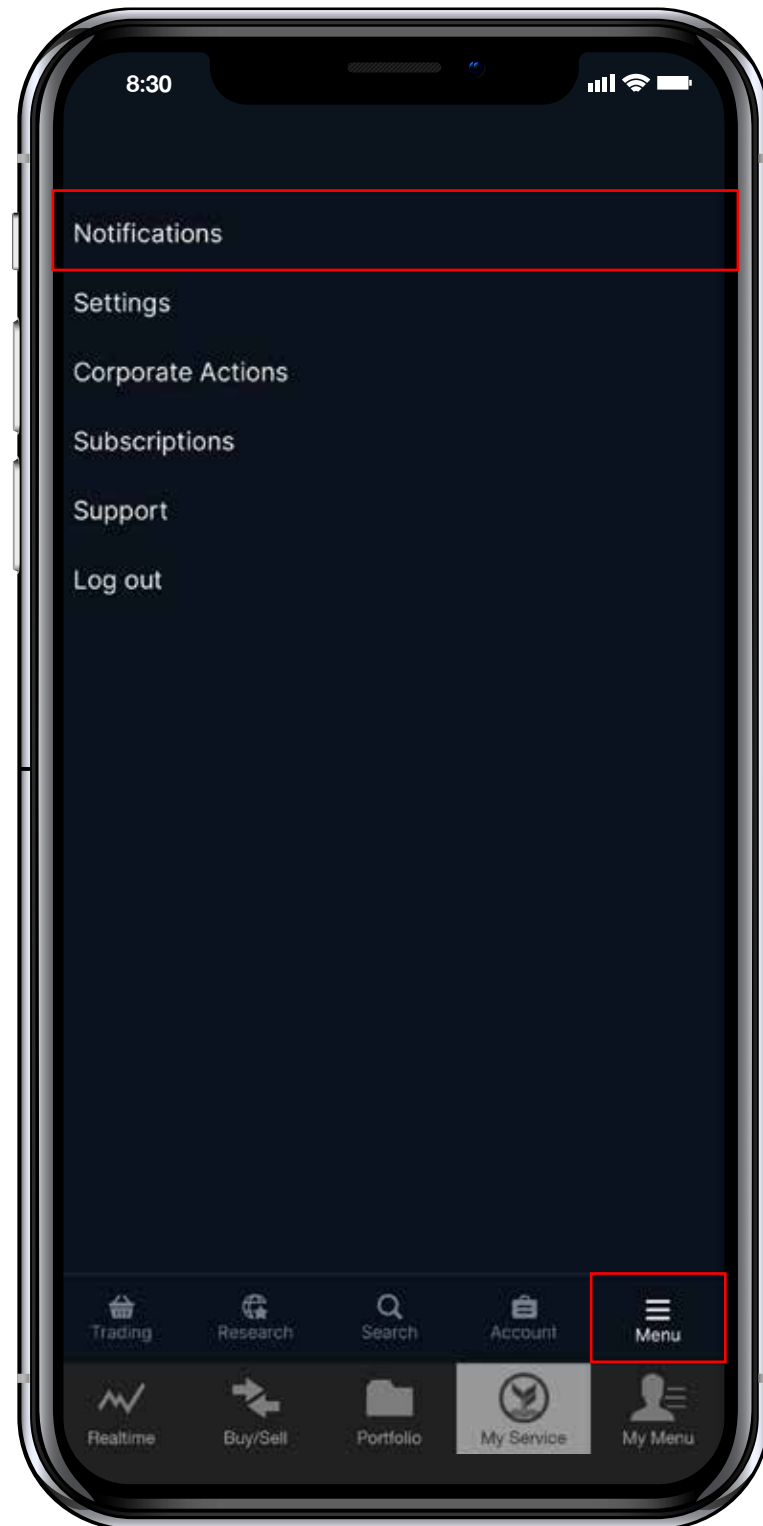 8:30
Notifications
Settings
Corporate Actions
Subscriptions
Support
Log out
Trading Research Search Account Menu
Realtime Buy/Sell Portfolio My Service My Menu